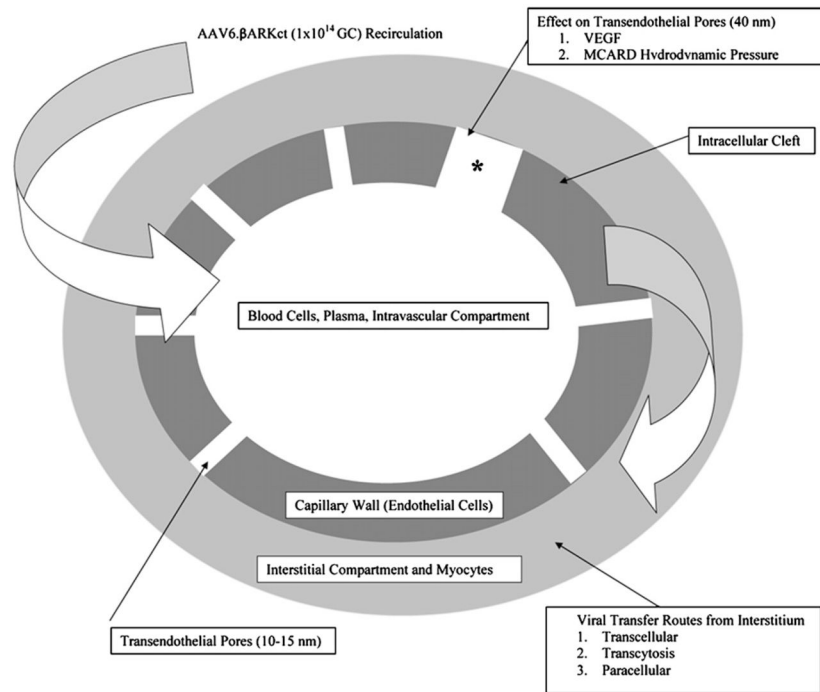 AAV6.βARKct (1x10¹⁴ GC) Recirculation
Effect on Transendothelial Pores (40 nm)
1. VEGF
2. MCARD Hydrodynamic Pressure
*
Intracellular Cleft
Blood Cells, Plasma, Intravascular Compartment
Capillary Wall (Endothelial Cells)
Interstitial Compartment and Myocytes
Transendothelial Pores (10-15 nm)
Viral Transfer Routes from Interstitium
1. Transcellular
2. Transcytosis
3. Paracellular